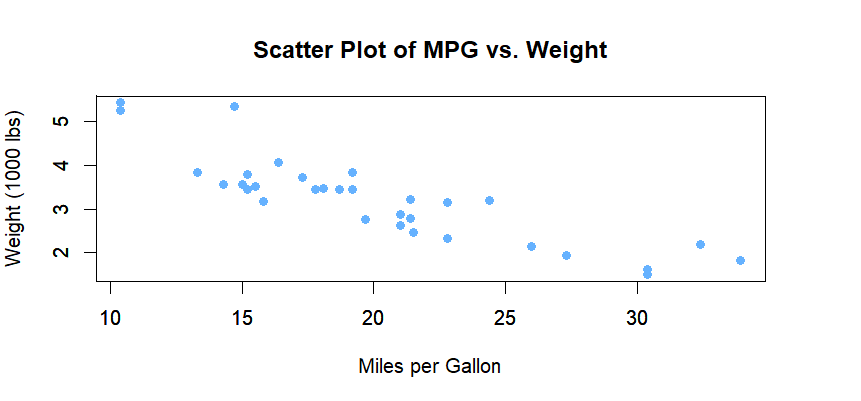 Scatter Plot of MPG vs. Weight
Weight (1000 lbs)
5
4
3
2
10 15 20 25 30
Miles per Gallon